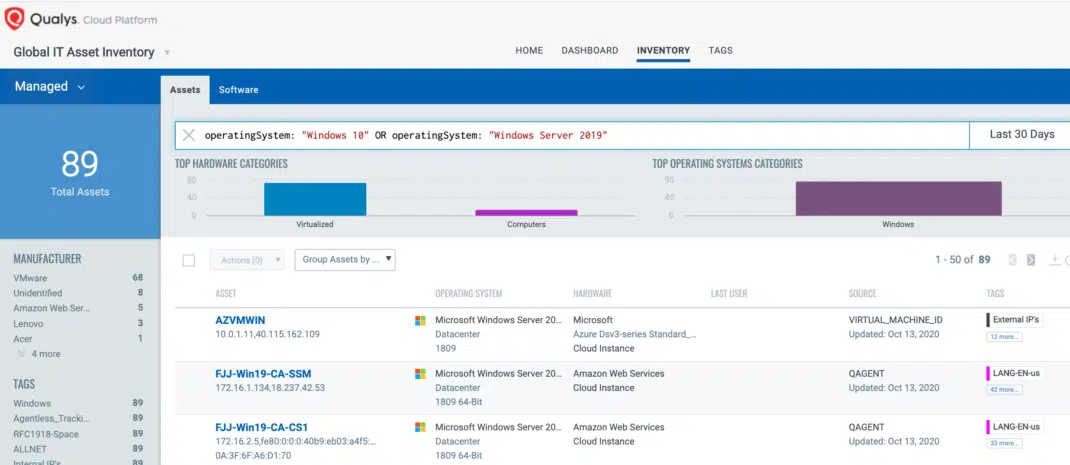 Qualys. Cloud Platform
Global IT Asset Inventory
HOME DASHBOARD INVENTORY TAGS
Managed
Assets Software
operatingSystem: "Windows 10" OR operatingSystem: "Windows Server 2019"
Last 30 Days
89
Total Assets
TOP HARDWARE CATEGORIES
80
40
0
Virtualized Computers
TOP OPERATING SYSTEMS CATEGORIES
90
45
0
Windows
MANUFACTURER
VMware 68
Unidentified 8
Amazon Web Ser... 5
Lenovo 3
Acer 1
4 more
TAGS
Windows 89
Agentless_Tracki... 89
RFC1918-Space 89
ALLNET 89
Internal IP's 89
Actions (0) Group Assets by ... 1 - 50 of 89
ASSET OPERATING SYSTEM HARDWARE LAST USER SOURCE TAGS
AZVMWIN Microsoft Windows Server 20... Microsoft VIRTUAL_MACHINE_ID External IP's
10.0.1.11,40.115.162.109 Datacenter Azure Dsv3-series Standard_... Updated: Oct 13, 2020 12 more...
1809 Cloud Instance
FJJ-Win19-CA-SSM Microsoft Windows Server 20... Amazon Web Services QAGENT LANG-EN-us
172.16.1.134,18.237.42.53 Datacenter Cloud Instance Updated: Oct 13, 2020 42 more...
1809 64-Bit
FJJ-Win19-CA-CS1 Microsoft Windows Server 20... Amazon Web Services QAGENT LANG-EN-us
172.16.2.5,fe80:0:0:0:40b9:eb03:a4f5:... Datacenter Cloud Instance Updated: Oct 13, 2020 33 more...
0A:3F:6F:A6:D1:70 1809 64-Bit